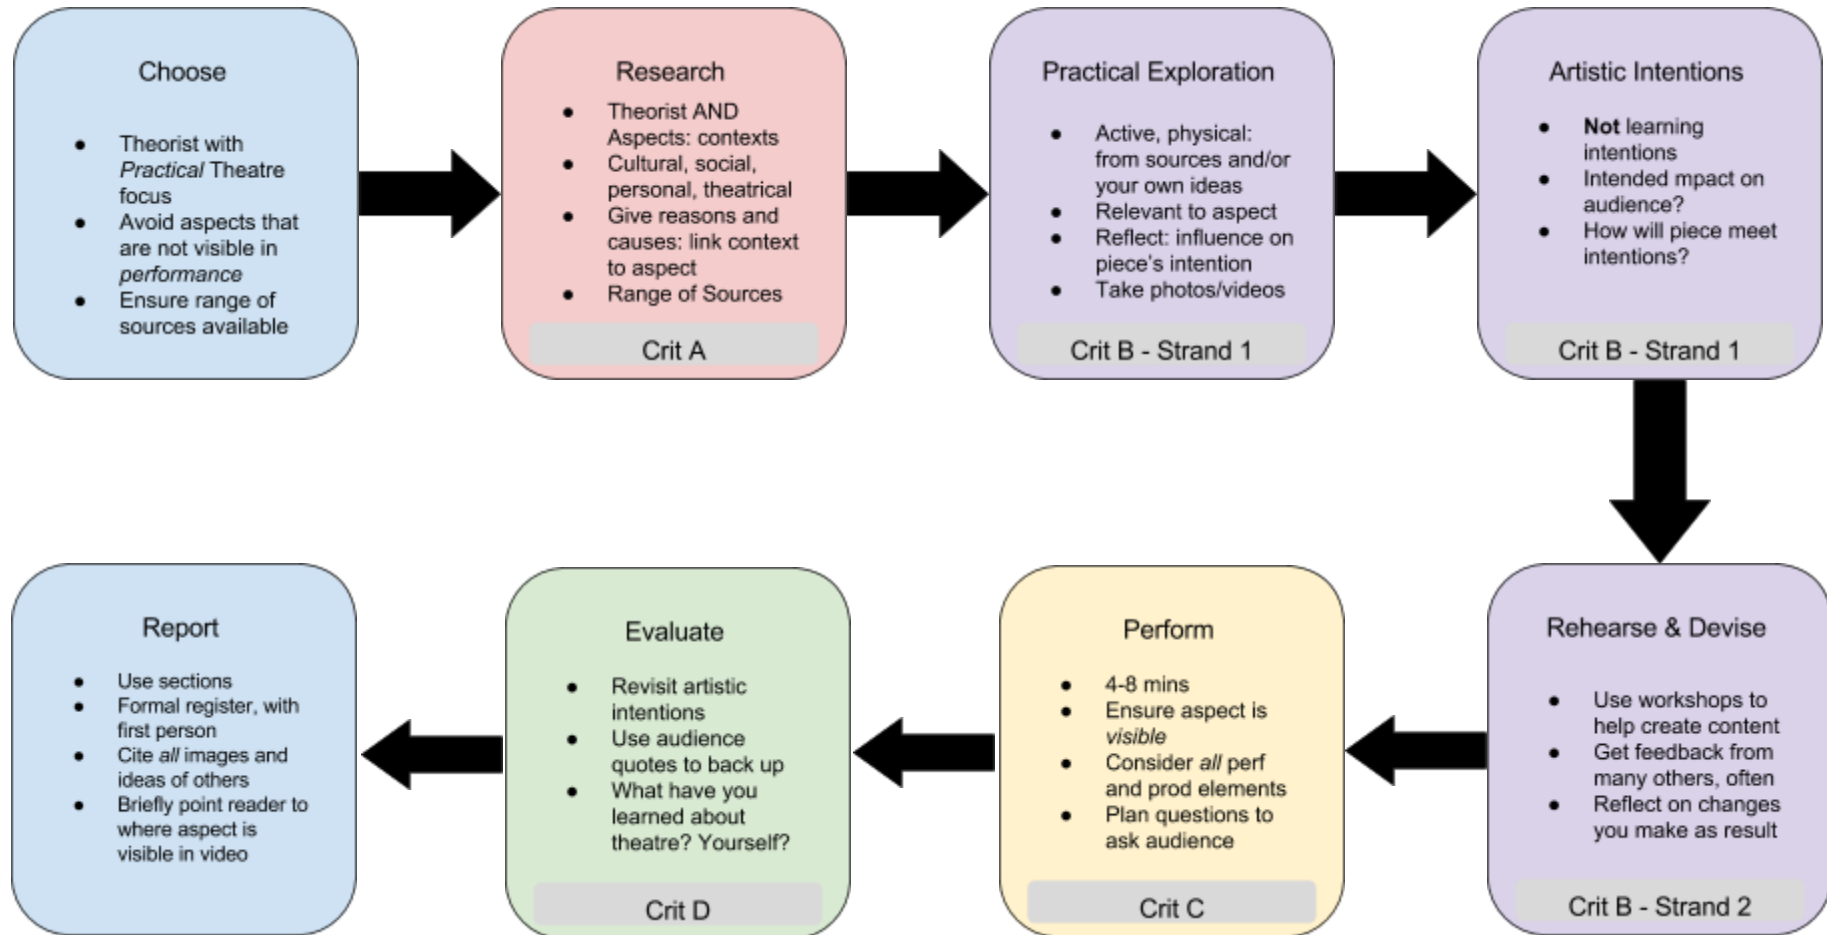 Choose
● Theorist with
Practical Theatre
focus
● Avoid aspects that
are not visible in
performance
● Ensure range of
sources available
Research
● Theorist AND
Aspects: contexts
● Cultural, social,
personal, theatrical
● Give reasons and
causes: link context
to aspect
● Range of Sources
Crit A
Practical Exploration
● Active, physical:
from sources and/or
your own ideas
● Relevant to aspect
● Reflect: influence on
piece's intention
● Take photos/videos
Crit B - Strand 1
Artistic Intentions
● Not learning
intentions
● Intended mpact on
audience?
● How will piece meet
intentions?
Crit B - Strand 1
Rehearse & Devise
● Use workshops to
help create content
● Get feedback from
many others, often
● Reflect on changes
you make as result
Crit B - Strand 2
Perform
● 4-8 mins
● Ensure aspect is
visible
● Consider all perf
and prod elements
● Plan questions to
ask audience
Crit C
Evaluate
● Revisit artistic
intentions
● Use audience
quotes to back up
● What have you
learned about
theatre? Yourself?
Crit D
Report
● Use sections
● Formal register, with
first person
● Cite all images and
ideas of others
● Briefly point reader to
where aspect is
visible in video